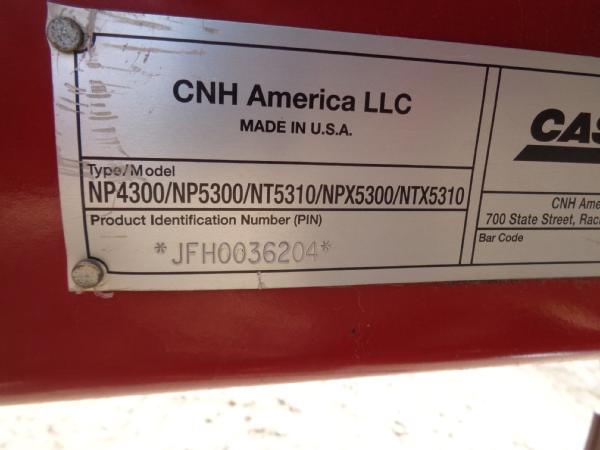 CNH America LLC
MADE IN U.S.A.
Type/Model
NP4300/NP5300/NT5310/NPX5300/NTX5310
Product Identification Number (PIN)
*JFH0036204*
CAS
CNH Ame
700 State Street, Rac
Bar Code